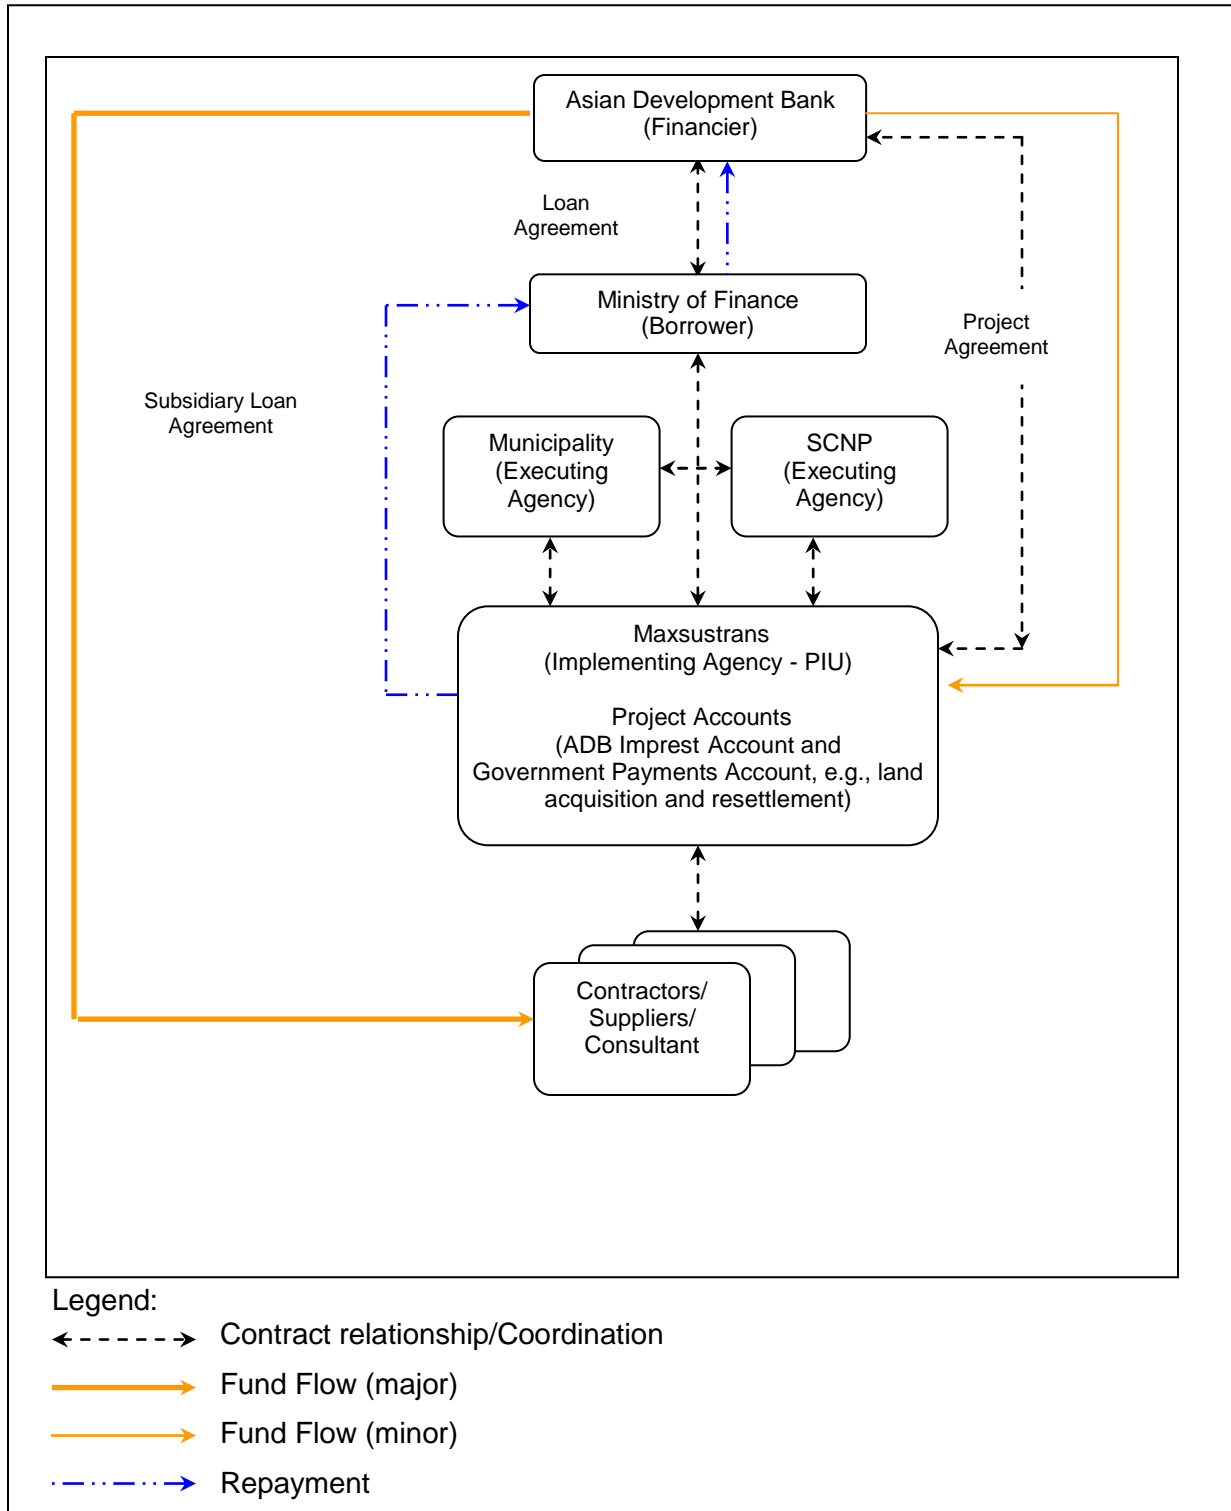 Asian Development Bank
(Financier)
Loan
Agreement
Ministry of Finance
(Borrower)
Project
Agreement
Subsidiary Loan
Agreement
Municipality
(Executing
Agency)
SCNP
(Executing
Agency)
Maxsustrans
(Implementing Agency - PIU)
Project Accounts
(ADB Imprest Account and
Government Payments Account, e.g., land
acquisition and resettlement)
Contractors/
Suppliers/
Consultant
Legend:
Contract relationship/Coordination
Fund Flow (major)
Fund Flow (minor)
Repayment